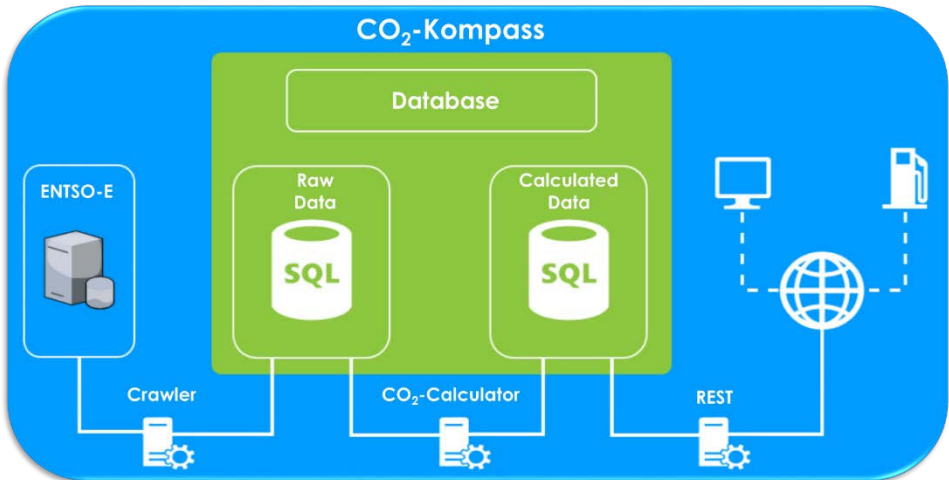 CO₂-Kompass
Database
ENTSO-E
Raw
Data
SQL
Calculated
Data
SQL
Crawler
CO₂-Calculator
REST